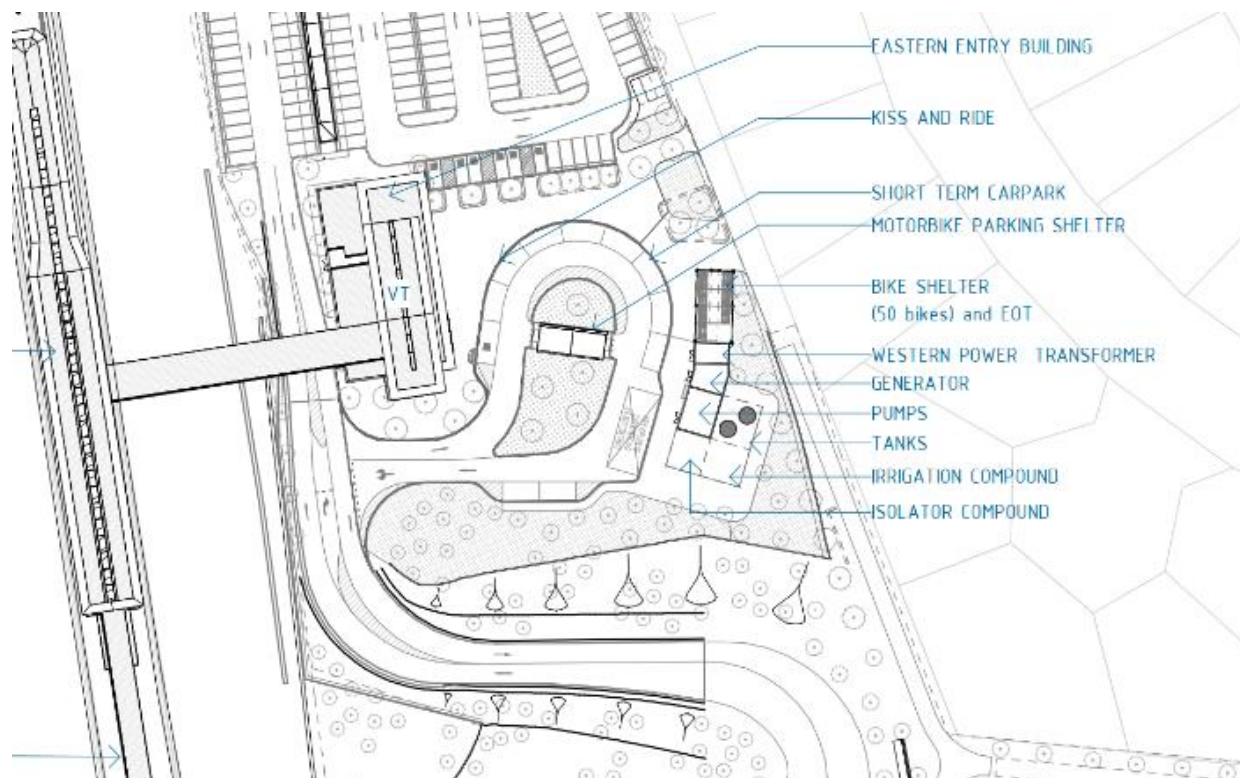 EASTERN ENTRY BUILDING
KISS AND RIDE
SHORT TERM CARPARK
MOTORBIKE PARKING SHELTER
VT
BIKE SHELTER
(50 bikes) and EOT
WESTERN POWER TRANSFORMER
GENERATOR
PUMPS
TANKS
IRRIGATION COMPOUND
ISOLATOR COMPOUND